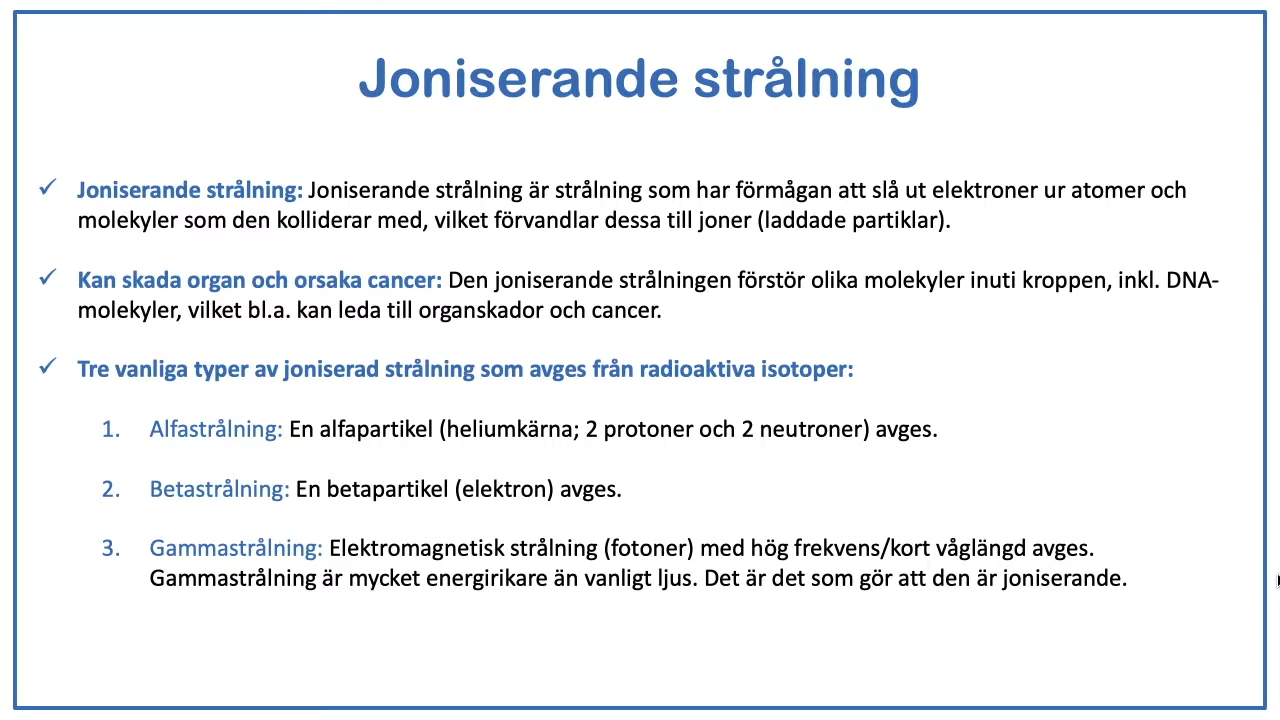 Joniserande strålning
✓ Joniserande strålning: Joniserande strålning är strålning som har förmågan att slå ut elektroner ur atomer och
molekyler som den kolliderar med, vilket förvandlar dessa till joner (laddade partiklar).
✓ Kan skada organ och orsaka cancer: Den joniserande strålningen förstör olika molekyler inuti kroppen, inkl. DNA-
molekyler, vilket bl.a. kan leda till organskador och cancer.
✓ Tre vanliga typer av joniserad strålning som avges från radioaktiva isotoper:
1. Alfastrålning: En alfapartikel (heliumkärna; 2 protoner och 2 neutroner) avges.
2. Betastrålning: En betapartikel (elektron) avges.
3. Gammastrålning: Elektromagnetisk strålning (fotoner) med hög frekvens/kort våglängd avges.
Gammastrålning är mycket energirikare än vanligt ljus. Det är det som gör att den är joniserande.